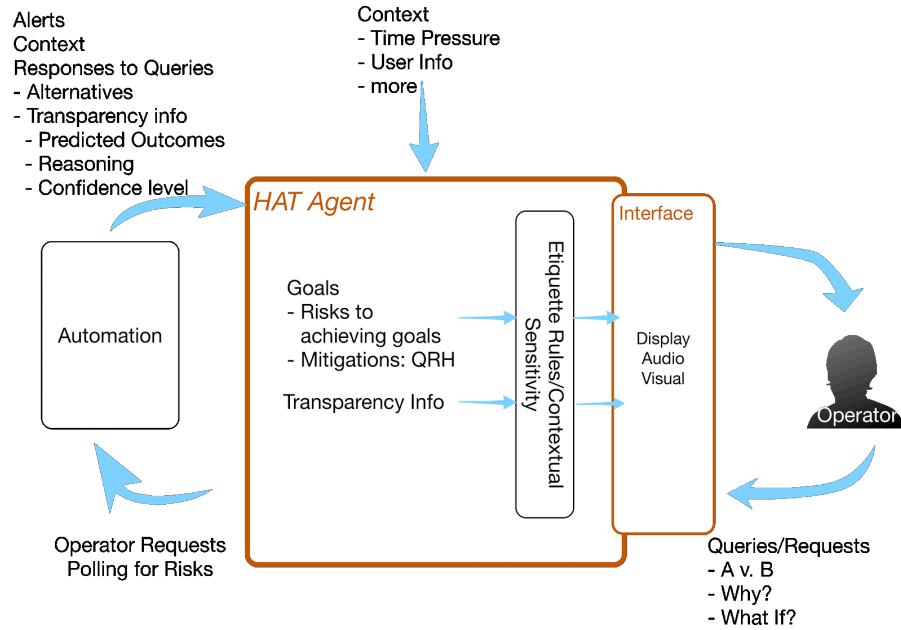 Alerts
Context
Responses to Queries
- Alternatives
- Transparency info
- Predicted Outcomes
- Reasoning
- Confidence level
Context
- Time Pressure
- User Info
- more
HAT Agent
Interface
Automation
Goals
- Risks to
achieving goals
- Mitigations: QRH
Transparency Info
Etiquette Rules/Contextual
Sensitivity
Display
Audio
Visual
Operator
Operator Requests
Polling for Risks
Queries/Requests
- A v. B
- Why?
- What If?